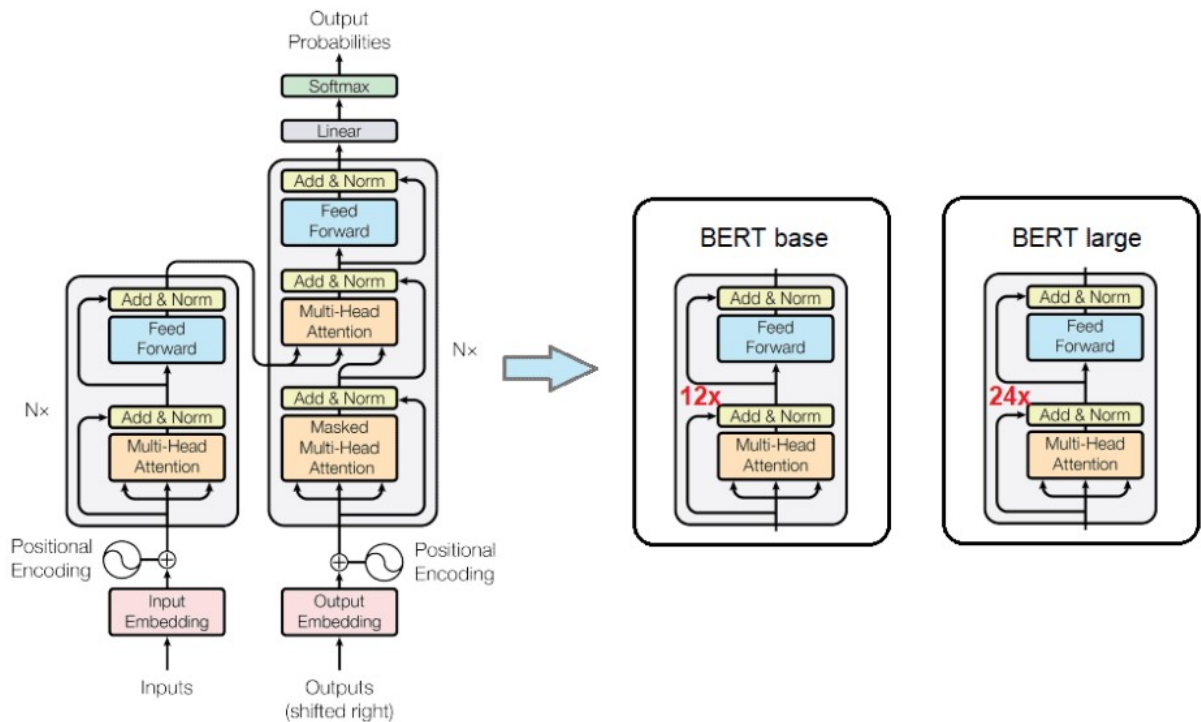 Output
Probabilities
Softmax
Linear
Add & Norm
Feed
Forward
Add & Norm
Multi-Head
Attention
Add & Norm
Masked
Multi-Head
Attention
Nx
Add & Norm
Feed
Forward
Nx
Add & Norm
Multi-Head
Attention
Positional
Encoding
Positional
Encoding
Input
Embedding
Output
Embedding
Inputs
Outputs
(shifted right)
BERT base
Add & Norm
Feed
Forward
12x
Add & Norm
Multi-Head
Attention
BERT large
Add & Norm
Feed
Forward
24x
Add & Norm
Multi-Head
Attention